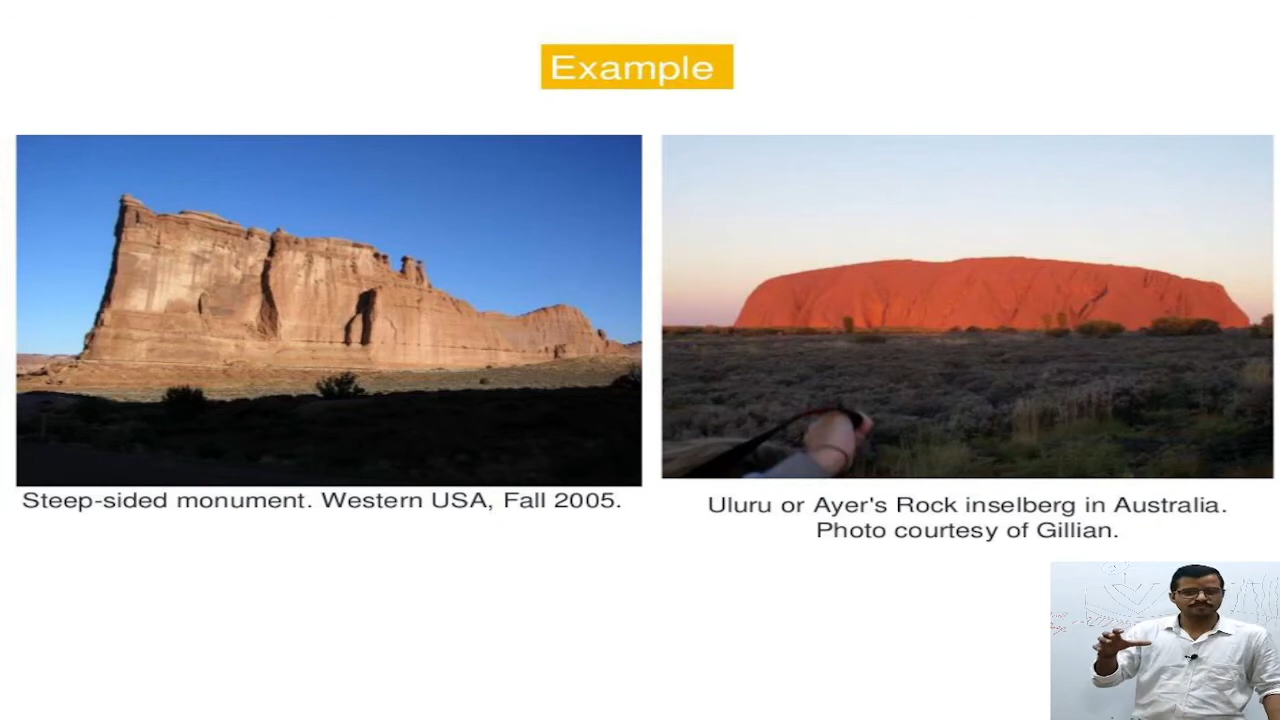 Example
Steep-sided monument. Western USA, Fall 2005.
Uluru or Ayer's Rock inselberg in Australia.
Photo courtesy of Gillian.